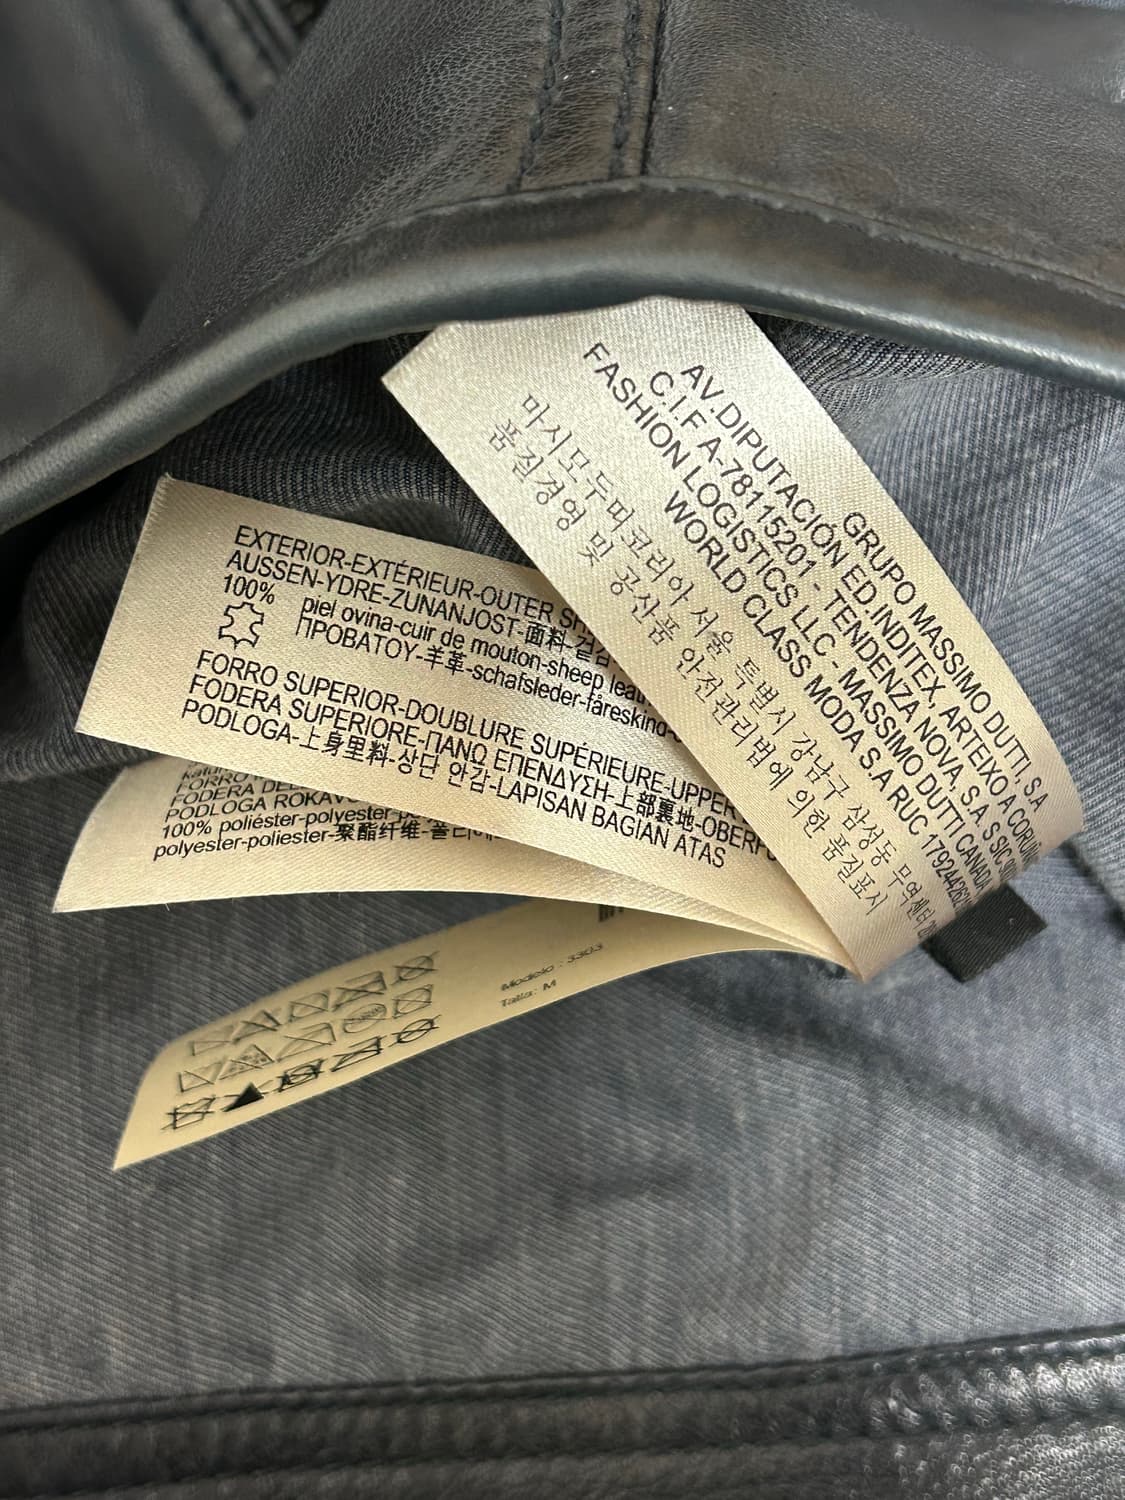 GRUPO MASSIMO DUTTI, S.A
AV.DIPUTACIÓN ED.INDITEX, ARTEIXO A
C.I.F A-78115201 - TENDENZA NOVA, S.A SIC
FASHION LOGISTICS LLC - MASSIMO DUTTI CANADA
WORLD CLASS MODA S.A RUC
마시모두띠코리아 서울 특별시 강남구 삼성동 무역센터
품질경영 및 공산품 안전관리법에 의한 품질표시
EXTERIOR-EXTÉRIEUR-OUTER
AUSSEN-YDRE-ZUNANJOST-面料-겉감
100% piel ovina-cuir de mouton-sheep
ΠΡΟΒΑΤΟΥ-羊革-schafsleder-fåreskind
FORRO SUPERIOR-DOUBLURE SUPÉRIEURE-UPPER
FODERA SUPERIORE-ΠΑΝΩ ΕΠΕΝΔΥΣΗ-上部裏地
PODLOGA-上身里料-상단 안감-LAPISAN BAGIAN ATAS
FORRO
FODERA
PODLOGA
100% poliéster-polyester
polyester-poliester-聚酯纤维
Modelo : 3303
Talla: M